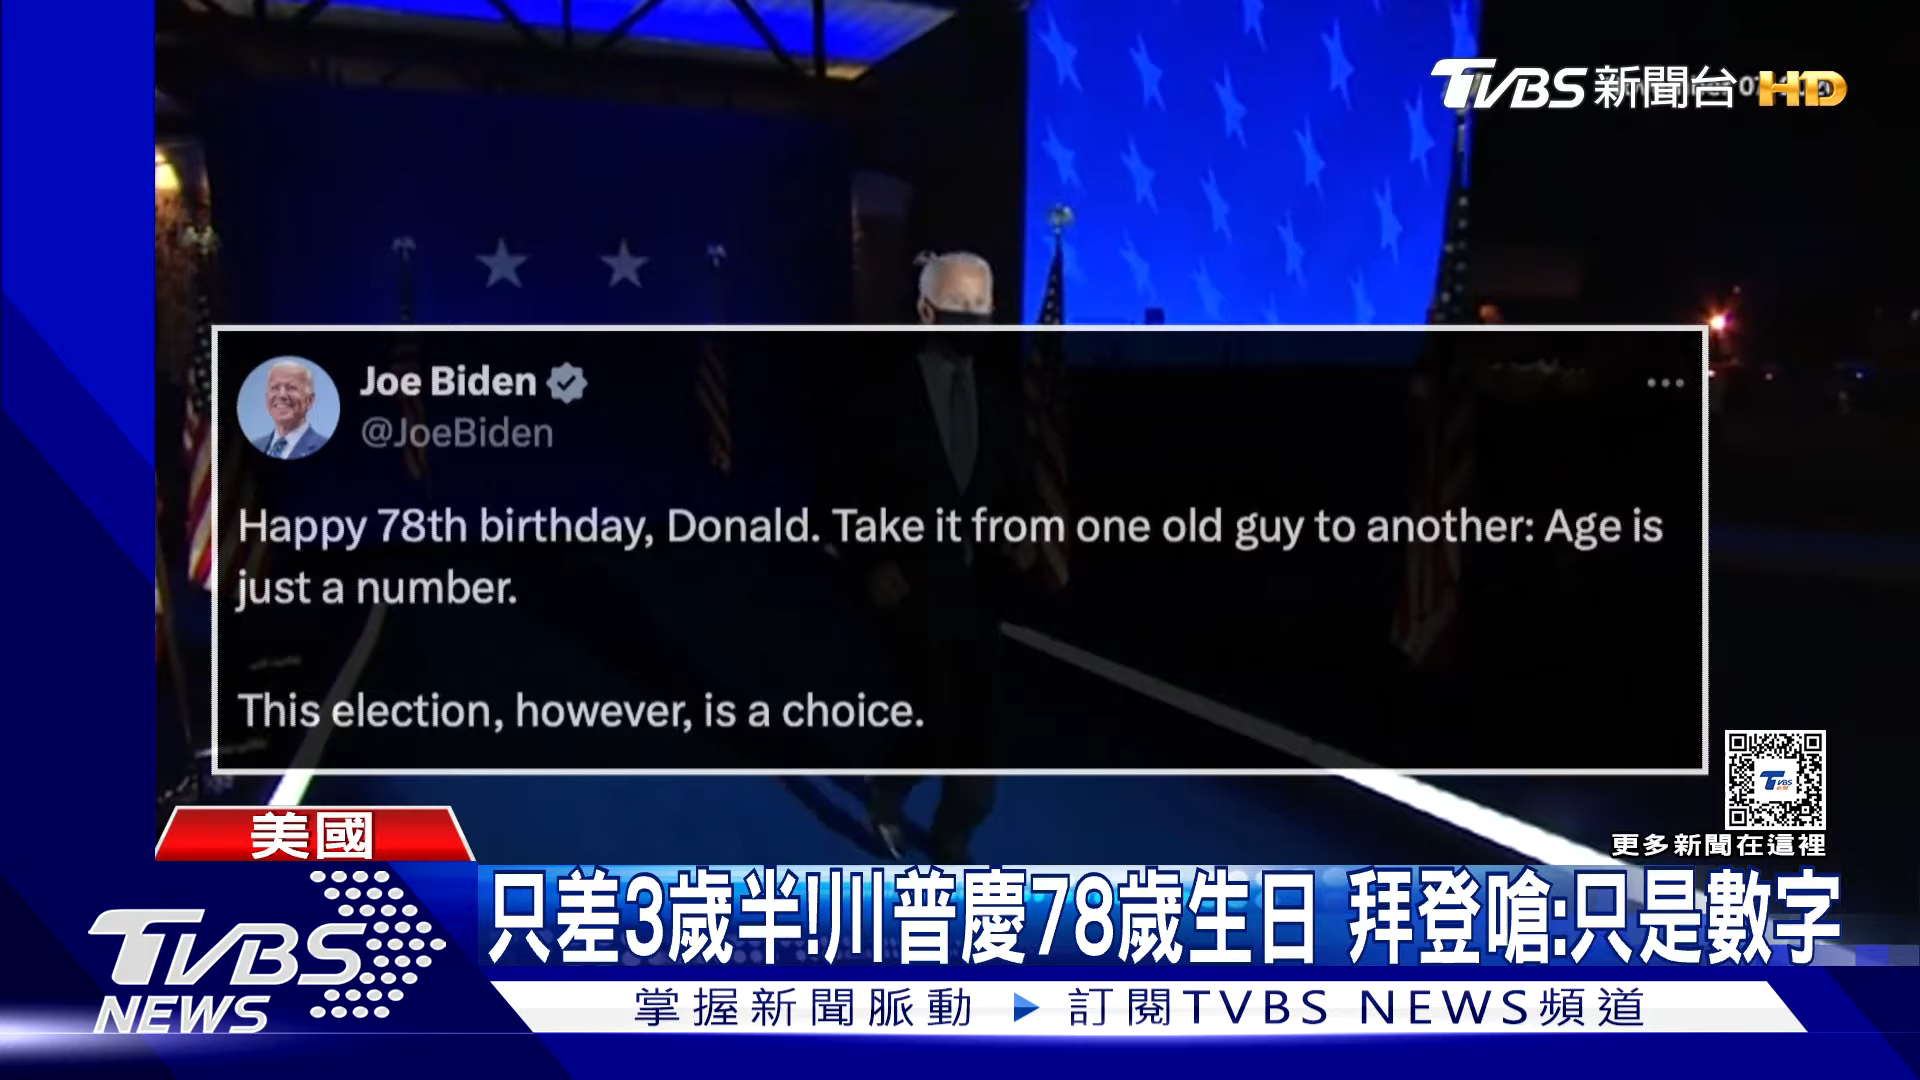 TVBS新聞台 HD
Joe Biden
@JoeBiden
Happy 78th birthday, Donald. Take it from one old guy to another: Age is
just a number.
This election, however, is a choice.
TVBS
更多新聞在這裡
美國
只差3歲半!川普慶78歲生日 拜登嗆:只是數字
TVBS
NEWS
掌握新聞脈動 ▶ 訂閱TVBS NEWS頻道